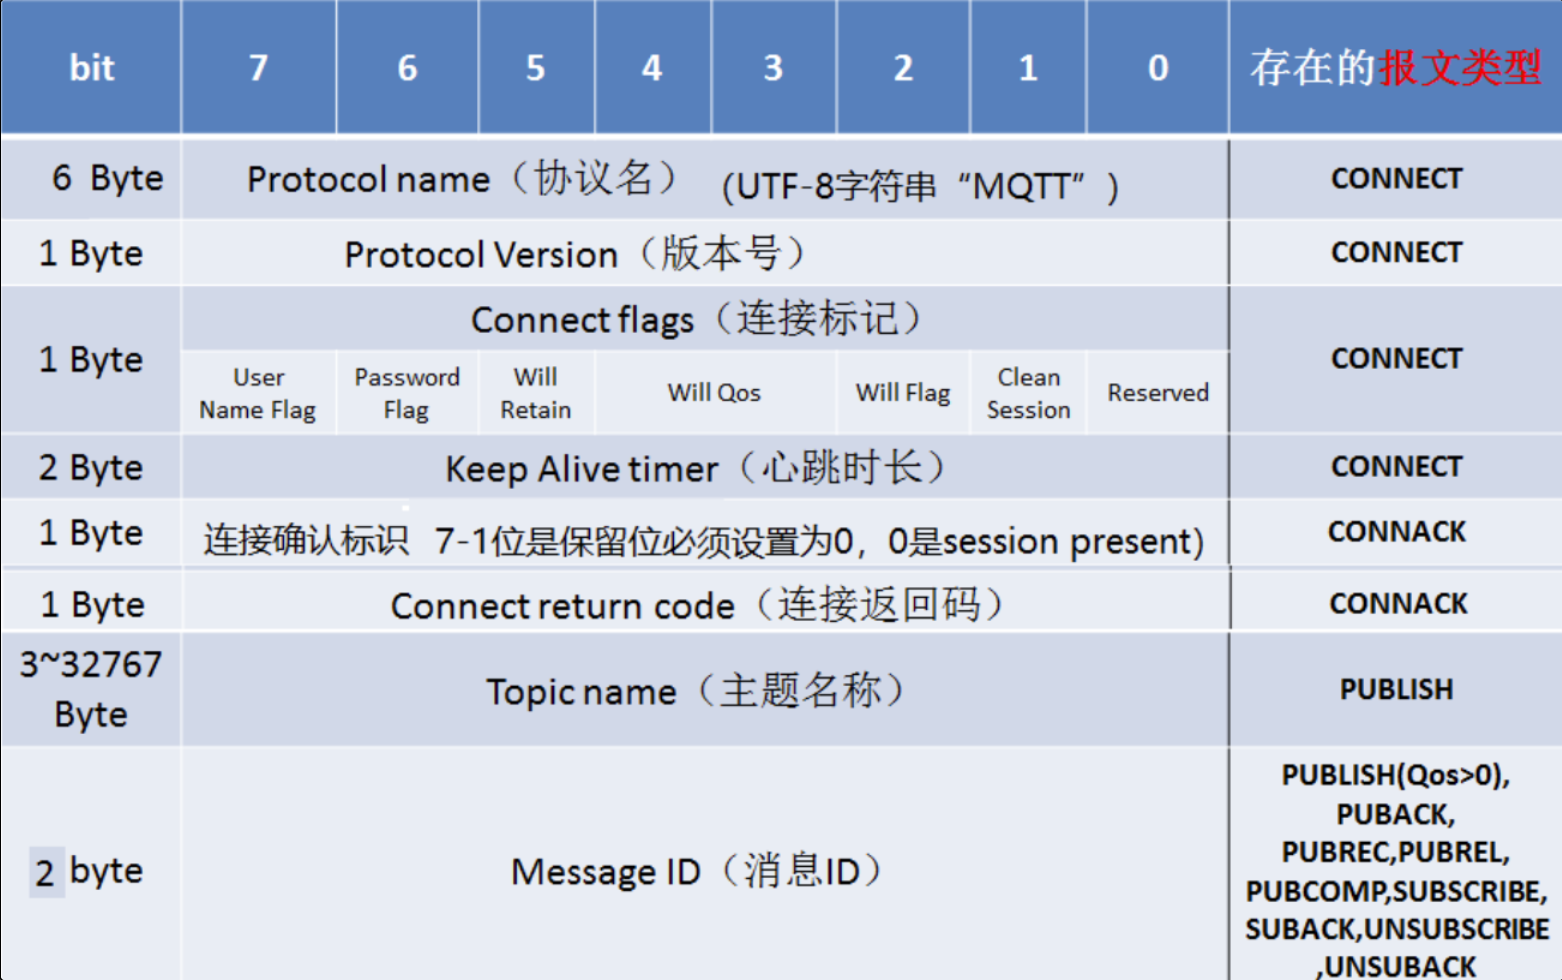 bit 7 6 5 4 3 2 1 0 存在的报文类型
6 Byte Protocol name（协议名） (UTF-8字符串“MQTT”) CONNECT
1 Byte Protocol Version（版本号） CONNECT
Connect flags（连接标记）
1 Byte CONNECT
User Name Flag
Password Flag
Will Retain
Will Qos
Will Flag
Clean Session
Reserved
2 Byte Keep Alive timer（心跳时长） CONNECT
1 Byte 连接确认标识 7-1位是保留位必须设置为0，0是session present) CONNACK
1 Byte Connect return code（连接返回码） CONNACK
3~32767
Byte
Topic name（主题名称） PUBLISH
2 byte Message ID（消息ID）
PUBLISH(Qos>0),
PUBACK,
PUBREC,PUBREL,
PUBCOMP,SUBSCRIBE,
SUBACK,UNSUBSCRIBE
,UNSUBACK